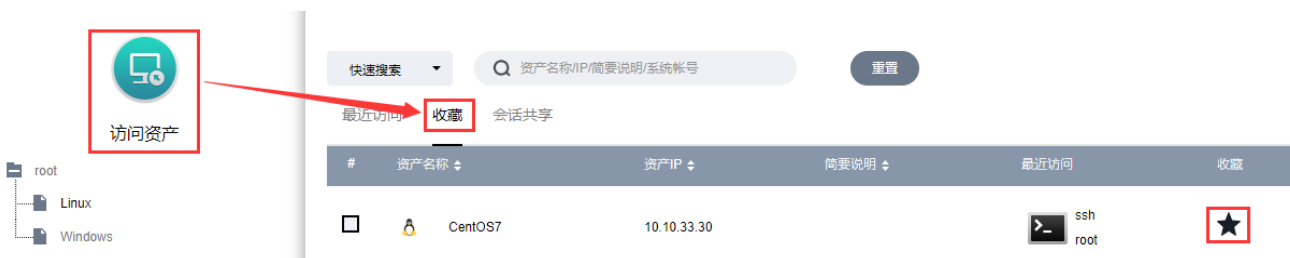 访问资产
root
Linux
Windows
快速搜索
资产名称/IP/简要说明/系统帐号
重置
最近访问 收藏 会话共享
# 资产名称 资产IP 简要说明 最近访问 收藏
CentOS7 10.10.33.30 ssh
root